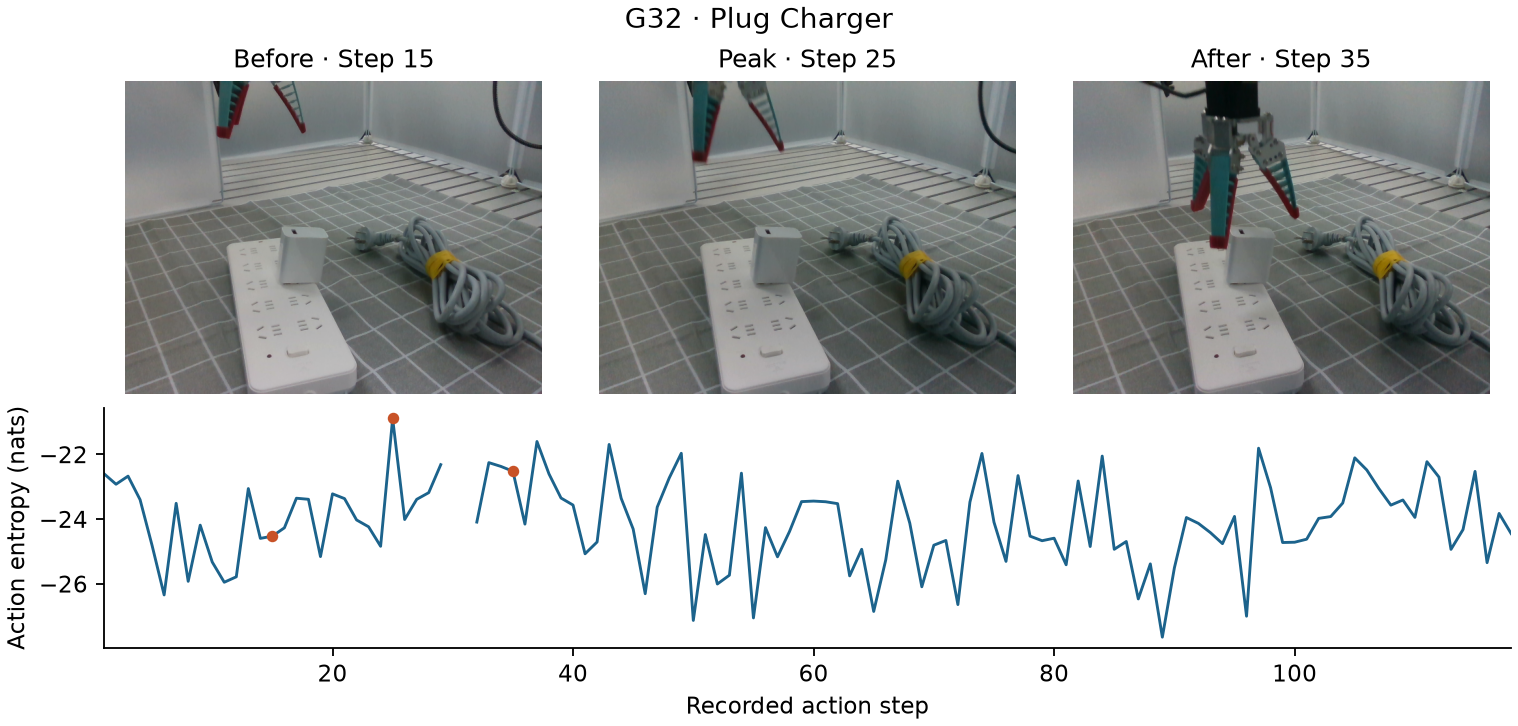 G32 · Plug Charger
Before · Step 15
Peak · Step 25
After · Step 35
Action entropy (nats)
−22
−24
−26
20
40
60
80
100
Recorded action step